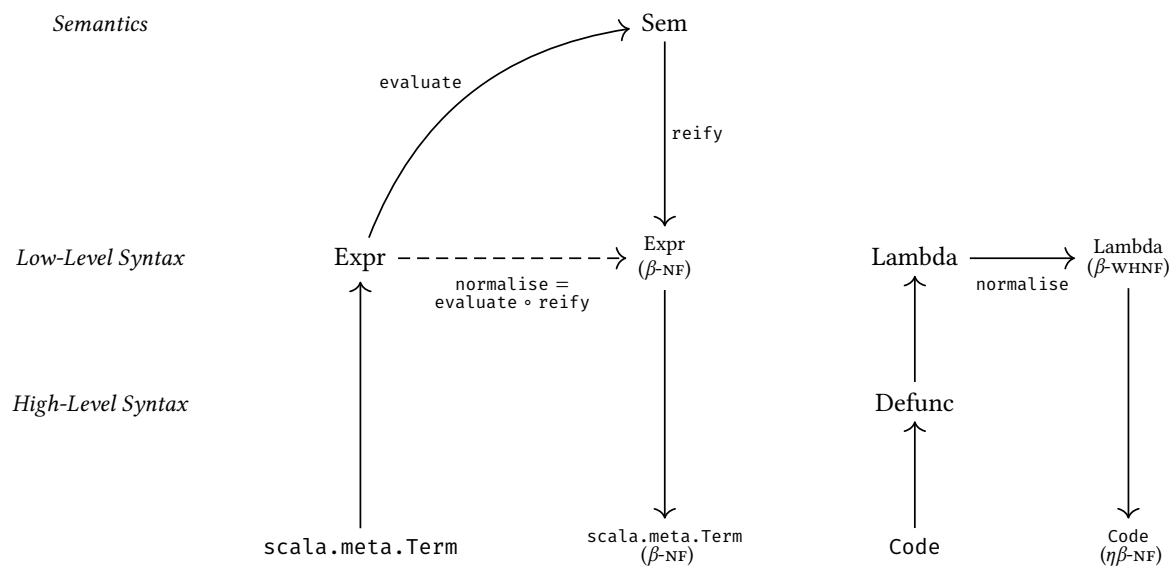 Semantics
Sem
evaluate
reify
Low-Level Syntax
Expr
normalise =
evaluate ∘ reify
Expr
(β-NF)
Lambda
normalise
Lambda
(β-WHNF)
High-Level Syntax
Defunc
scala.meta.Term
scala.meta.Term
(β-NF)
Code
Code
(ηβ-NF)